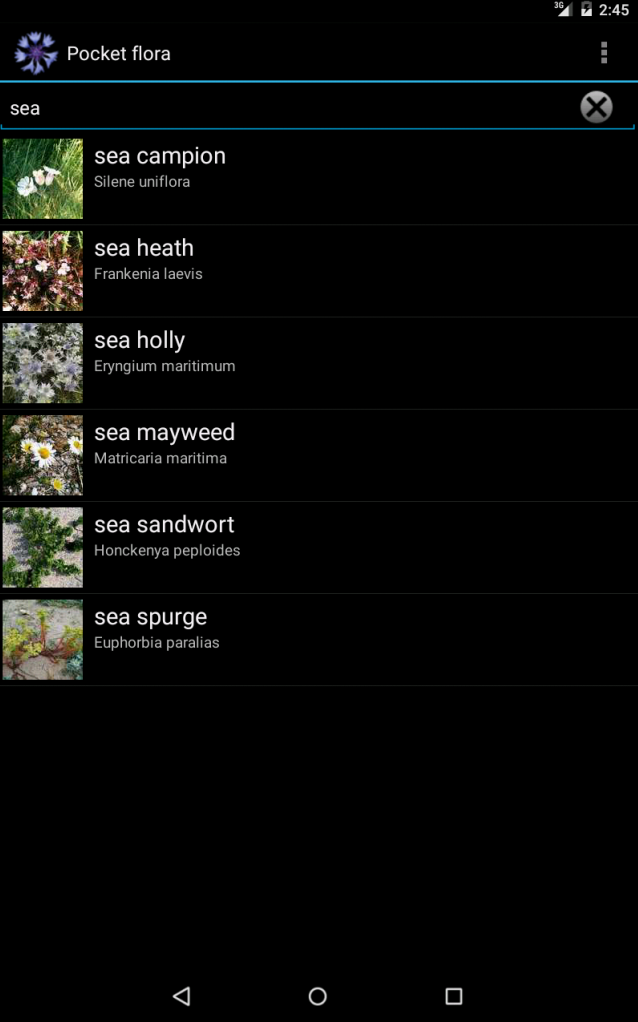 3G 2:45
Pocket flora
sea
sea campion
Silene uniflora
sea heath
Frankenia laevis
sea holly
Eryngium maritimum
sea mayweed
Matricaria maritima
sea sandwort
Honckenya peploides
sea spurge
Euphorbia paralias